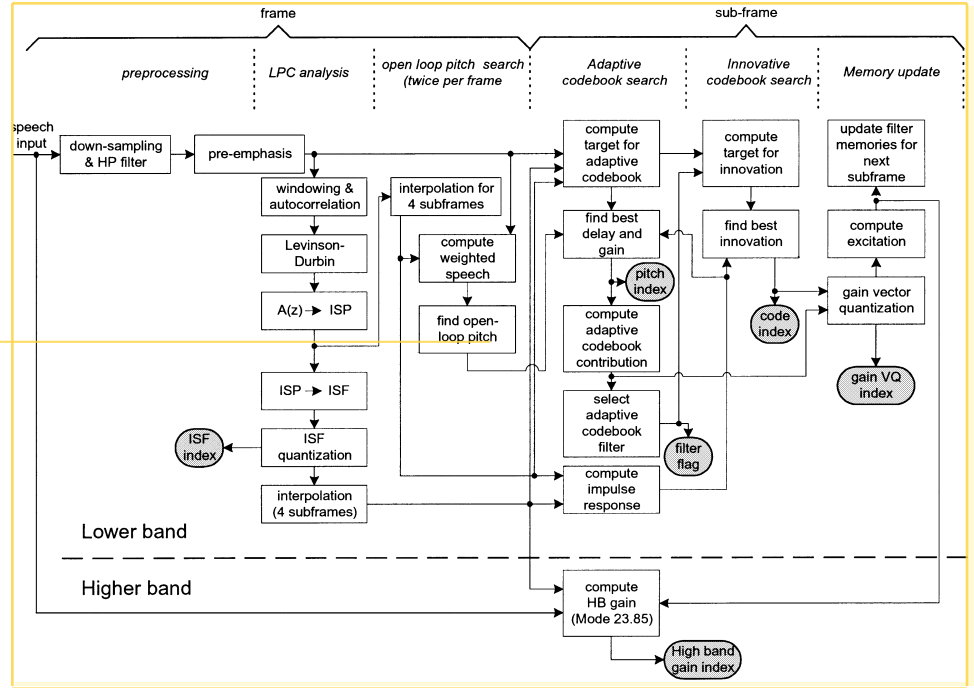 frame
sub-frame
preprocessing
LPC analysis
open loop pitch search
(twice per frame
Adaptive
codebook search
Innovative
codebook search
Memory update
speech
input
down-sampling
& HP filter
pre-emphasis
windowing &
autocorrelation
Levinson-
Durbin
A(z) → ISP
ISP → ISF
ISF
quantization
ISF
index
interpolation
(4 subframes)
interpolation for
4 subframes
compute
weighted
speech
find open-
loop pitch
compute
target for
adaptive
codebook
find best
delay and
gain
pitch
index
compute
adaptive
codebook
contribution
select
adaptive
codebook
filter
filter
flag
compute
impulse
response
compute
target for
innovation
find best
innovation
code
index
update filter
memories for
next
subframe
compute
excitation
gain vector
quantization
gain VQ
index
Lower band
Higher band
compute
HB gain
(Mode 23.85)
High band
gain index